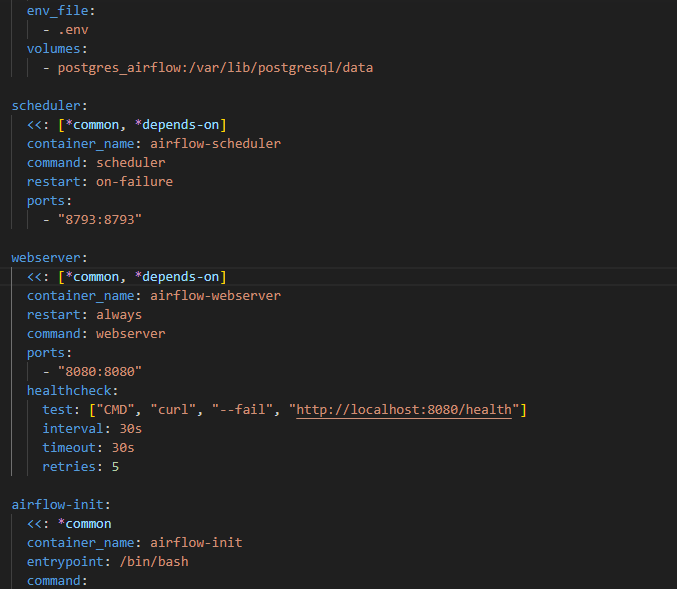 env_file:
- .env
volumes:
- postgres_airflow:/var/lib/postgresql/data
scheduler:
<<: [*common, *depends-on]
container_name: airflow-scheduler
command: scheduler
restart: on-failure
ports:
- "8793:8793"
webserver:
<<: [*common, *depends-on]
container_name: airflow-webserver
restart: always
command: webserver
ports:
- "8080:8080"
healthcheck:
test: ["CMD", "curl", "--fail", "http://localhost:8080/health"]
interval: 30s
timeout: 30s
retries: 5
airflow-init:
<<: *common
container_name: airflow-init
entrypoint: /bin/bash
command: